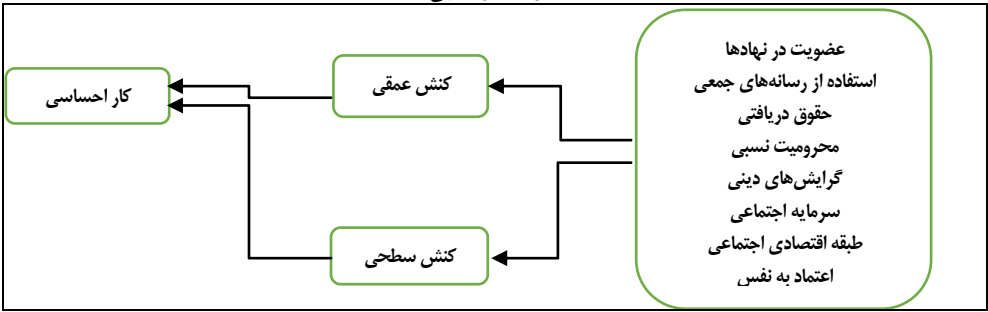 عضویت در نهادها
استفاده از رسانه‌های جمعی
حقوق دریافتی
محرومیت نسبی
گرایش‌های دینی
سرمایه اجتماعی
طبقه اقتصادی اجتماعی
اعتماد به نفس
کنش عمقی
کنش سطحی
کار احساسی